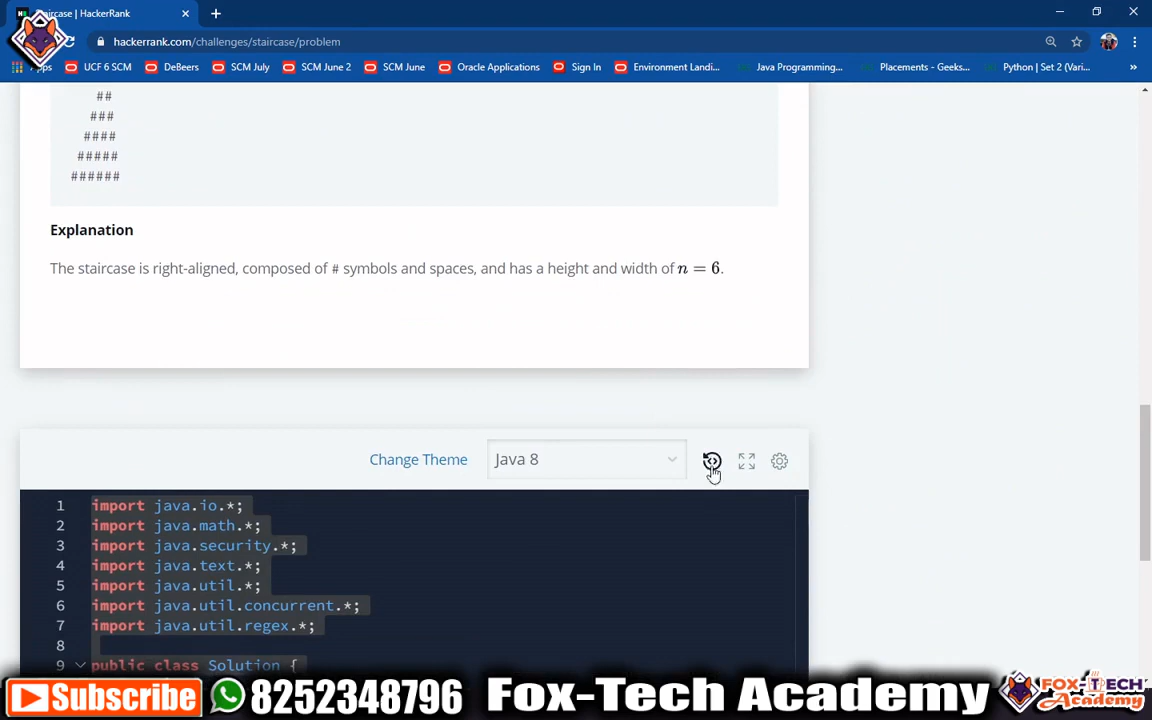 Staircase | HackerRank
hackerrank.com/challenges/staircase/problem
Apps UCF 6 SCM DeBeers SCM July SCM June 2 SCM June Oracle Applications Sign In Environment Landi... Java Programming... Placements - Geeks... Python | Set 2 (Vari... »
##
###
####
#####
######
Explanation
The staircase is right-aligned, composed of # symbols and spaces, and has a height and width of n = 6.
Change Theme Java 8
1 import java.io.*;
2 import java.math.*;
3 import java.security.*;
4 import java.text.*;
5 import java.util.*;
6 import java.util.concurrent.*;
7 import java.util.regex.*;
8
9 public class Solution {
Subscribe 8252348796 Fox-Tech Academy FOX-TECH
Academy